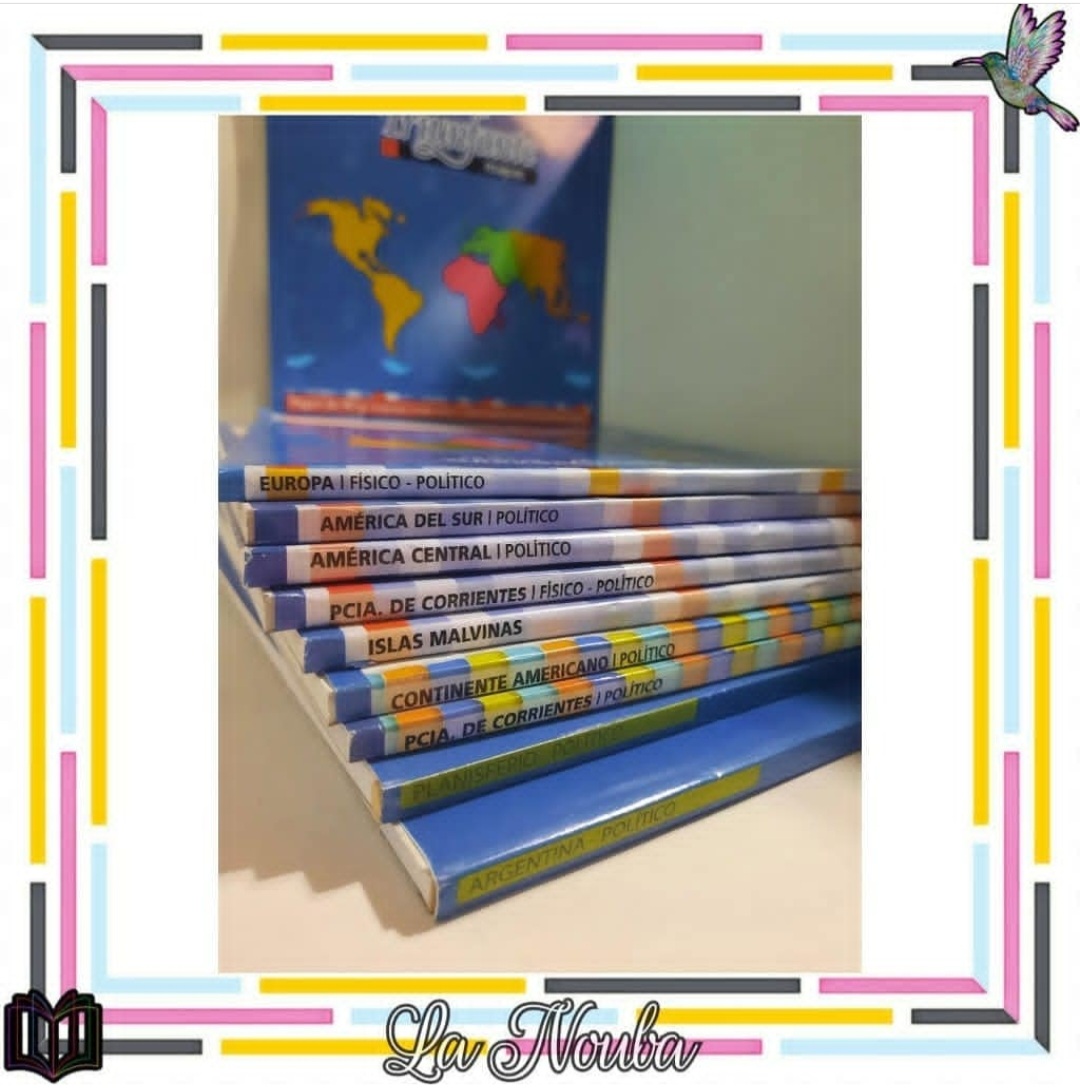 EUROPA | FÍSICO - POLÍTICO
AMÉRICA DEL SUR | POLÍTICO
AMÉRICA CENTRAL | POLÍTICO
PCIA. DE CORRIENTES | FÍSICO - POLÍTICO
ISLAS MALVINAS
CONTINENTE AMERICANO | POLÍTICO
PCIA. DE CORRIENTES | POLÍTICO
PLANISFERIO - POLÍTICO
ARGENTINA - POLÍTICO
La Nouba